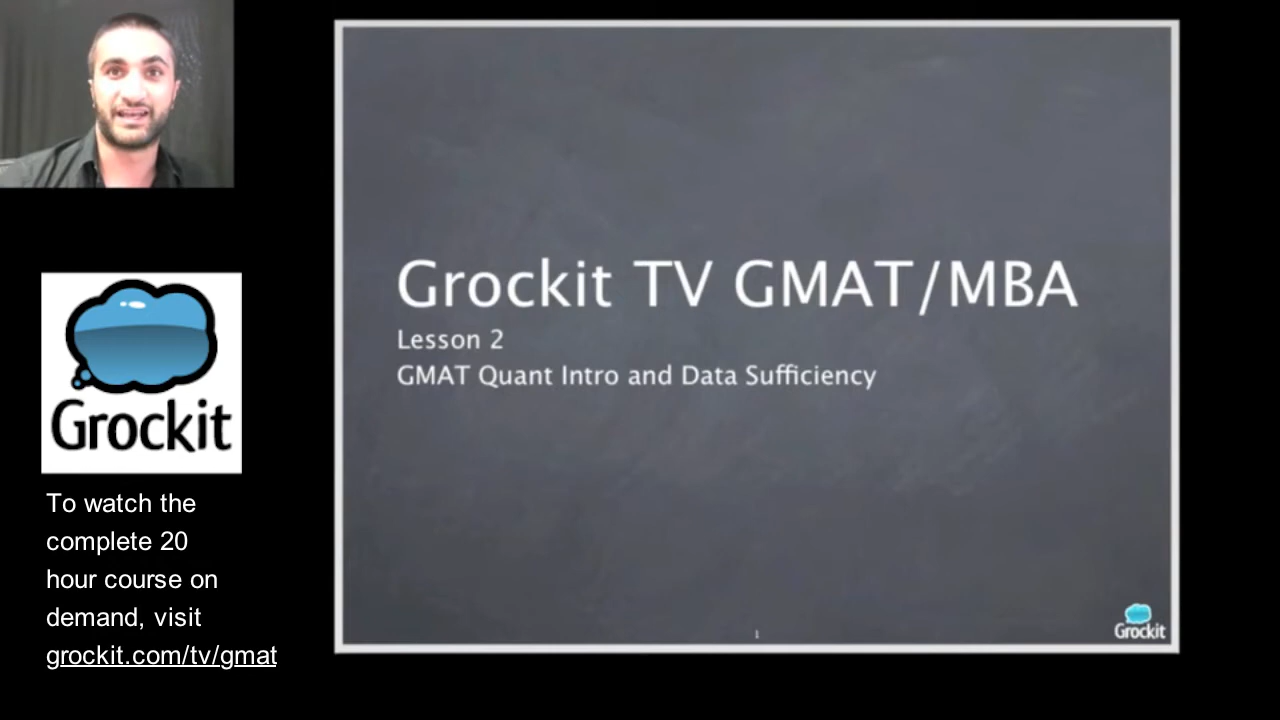 Grockit TV GMAT/MBA
Lesson 2
GMAT Quant Intro and Data Sufficiency
1
Grockit
Grockit
To watch the
complete 20
hour course on
demand, visit
grockit.com/tv/gmat